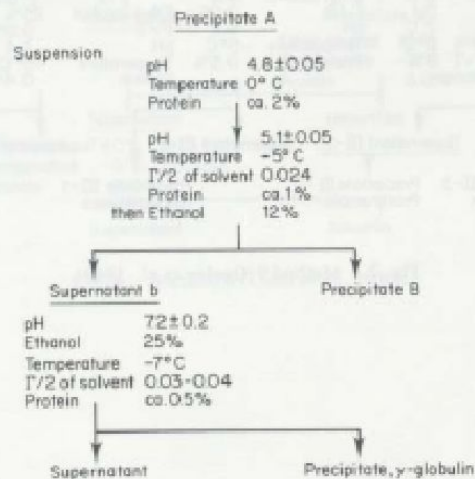 Precipitate A
Suspension
pH 4.8±0.05
Temperature 0° C
Protein ca. 2%
pH 5.1±0.05
Temperature -5° C
Γ/2 of solvent 0.024
Protein ca.1%
then Ethanol 12%
Supernatant b Precipitate B
pH 7.2±0.2
Ethanol 25%
Temperature -7°C
Γ/2 of solvent 0.03-0.04
Protein ca.0.5%
Supernatant Precipitate, γ-globulin